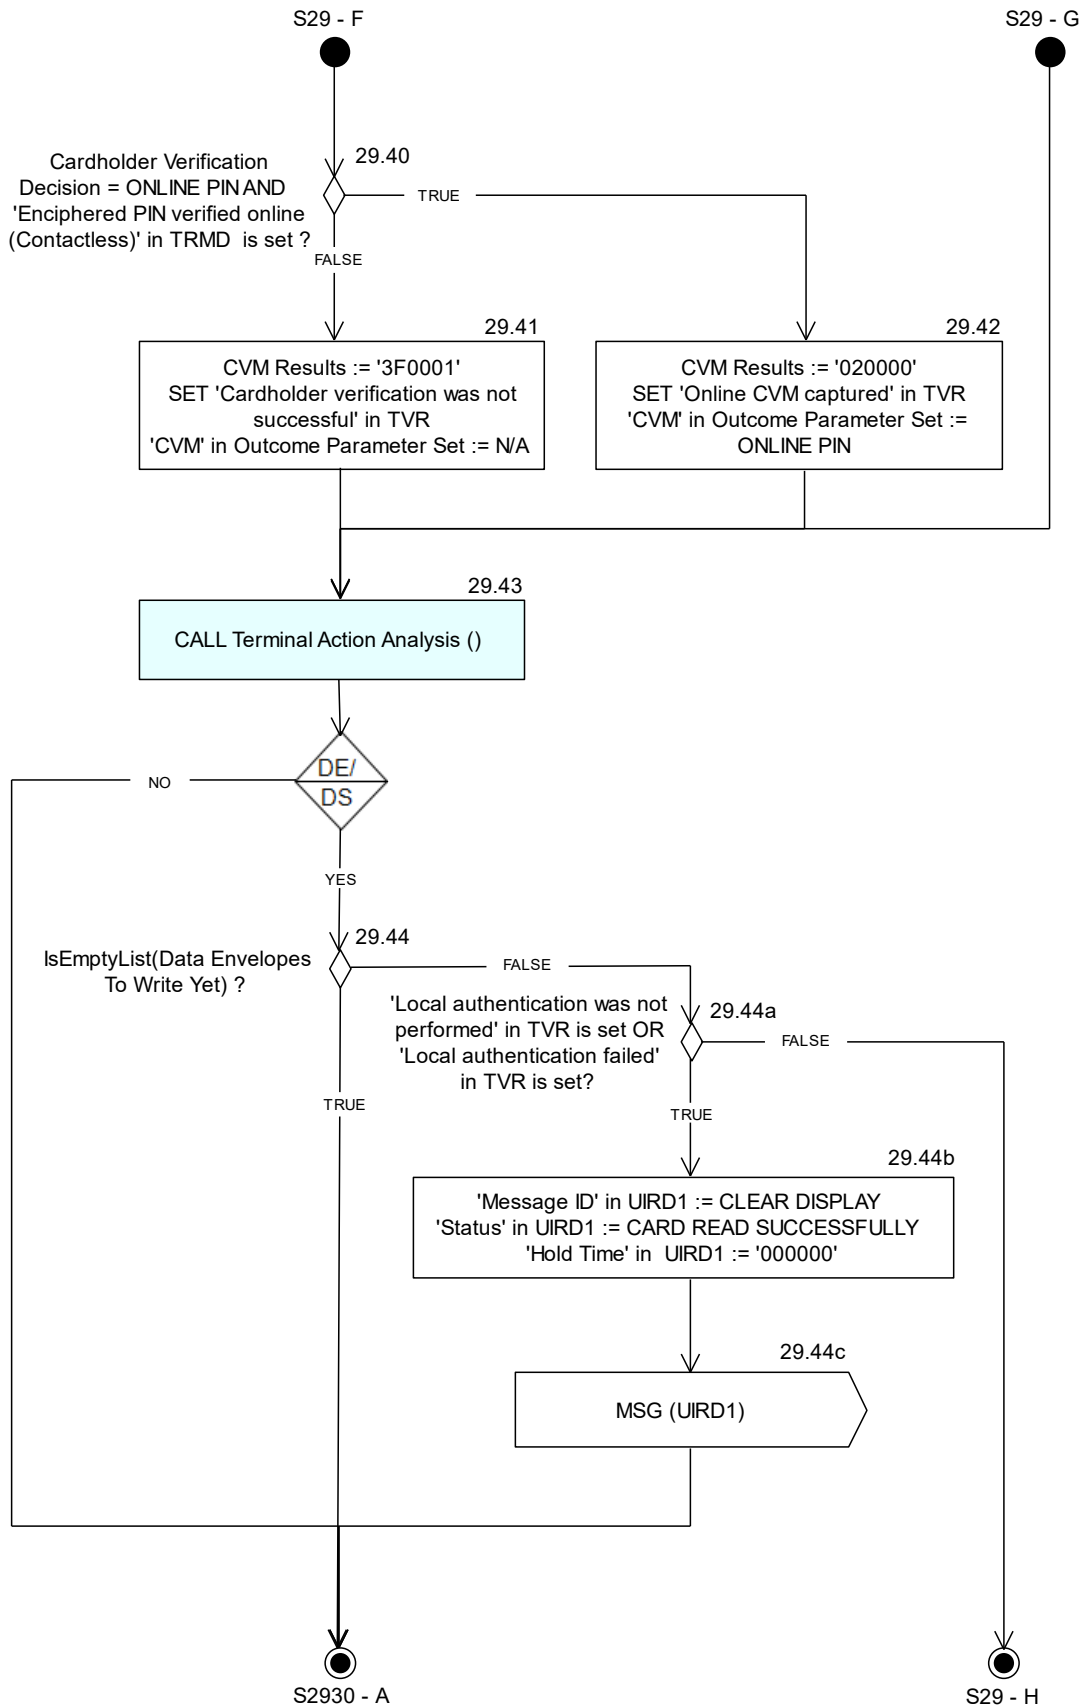 S29 - F
S29 - G
29.40
Cardholder Verification
Decision = ONLINE PIN AND
'Enciphered PIN verified online
(Contactless)' in TRMD is set ?
TRUE
FALSE
29.41
CVM Results := '3F0001'
SET 'Cardholder verification was not
successful' in TVR
'CVM' in Outcome Parameter Set := N/A
29.42
CVM Results := '020000'
SET 'Online CVM captured' in TVR
'CVM' in Outcome Parameter Set :=
ONLINE PIN
29.43
CALL Terminal Action Analysis ()
DE/
DS
NO
YES
29.44
IsEmptyList(Data Envelopes
To Write Yet) ?
FALSE
TRUE
29.44a
'Local authentication was not
performed' in TVR is set OR
'Local authentication failed'
in TVR is set?
FALSE
TRUE
29.44b
'Message ID' in UIRD1 := CLEAR DISPLAY
'Status' in UIRD1 := CARD READ SUCCESSFULLY
'Hold Time' in UIRD1 := '000000'
29.44c
MSG (UIRD1)
S2930 - A
S29 - H